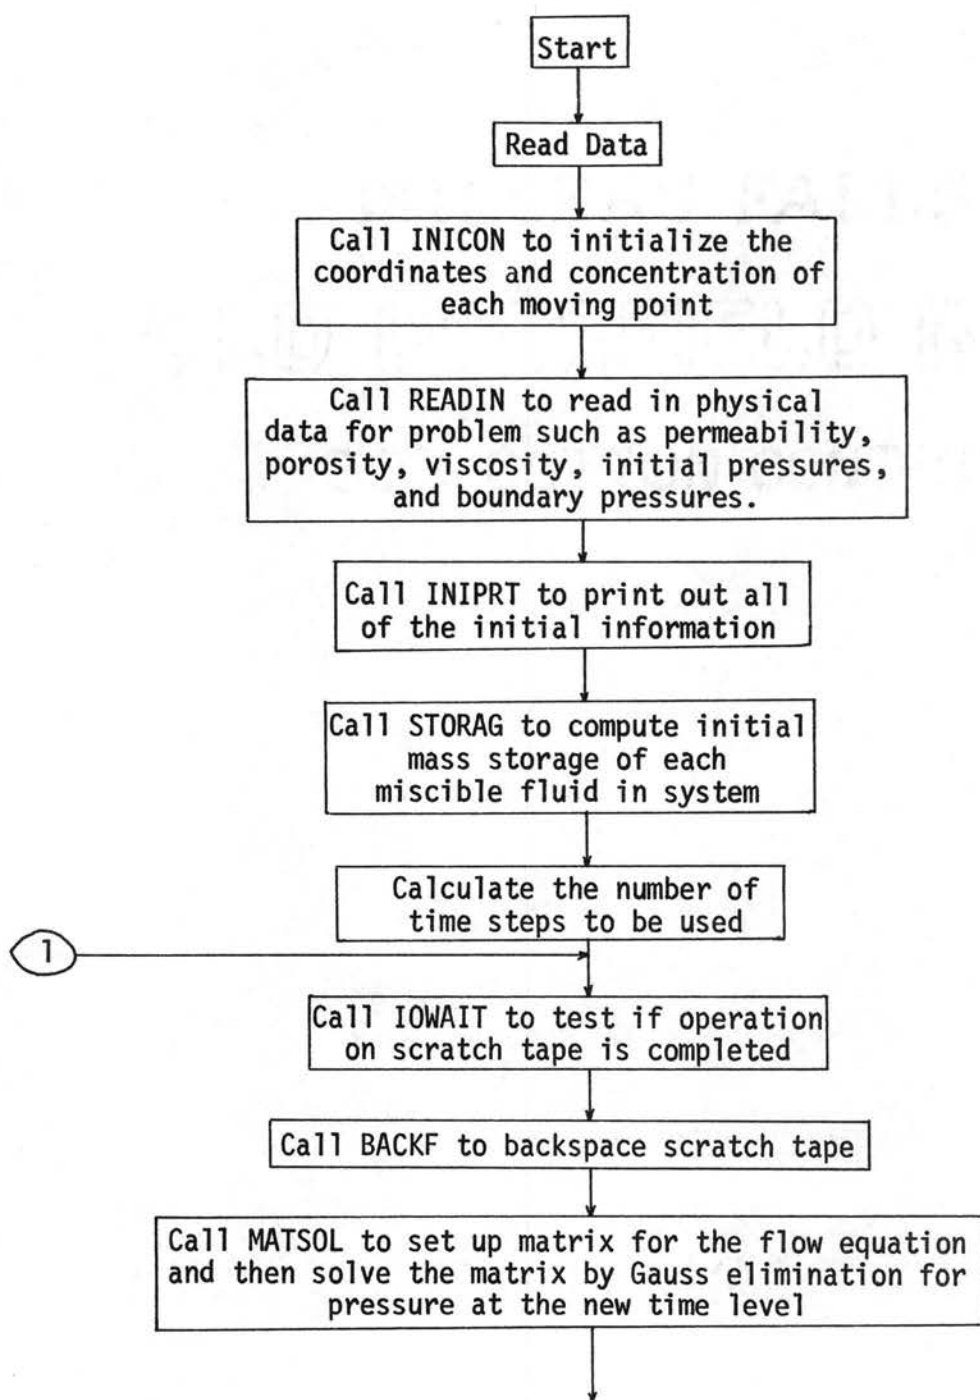 Start
Read Data
Call INICON to initialize the
coordinates and concentration of
each moving point
Call READIN to read in physical
data for problem such as permeability,
porosity, viscosity, initial pressures,
and boundary pressures.
Call INIPRT to print out all
of the initial information
Call STORAG to compute initial
mass storage of each
miscible fluid in system
Calculate the number of
time steps to be used
1
Call IOWAIT to test if operation
on scratch tape is completed
Call BACKF to backspace scratch tape
Call MATSOL to set up matrix for the flow equation
and then solve the matrix by Gauss elimination for
pressure at the new time level